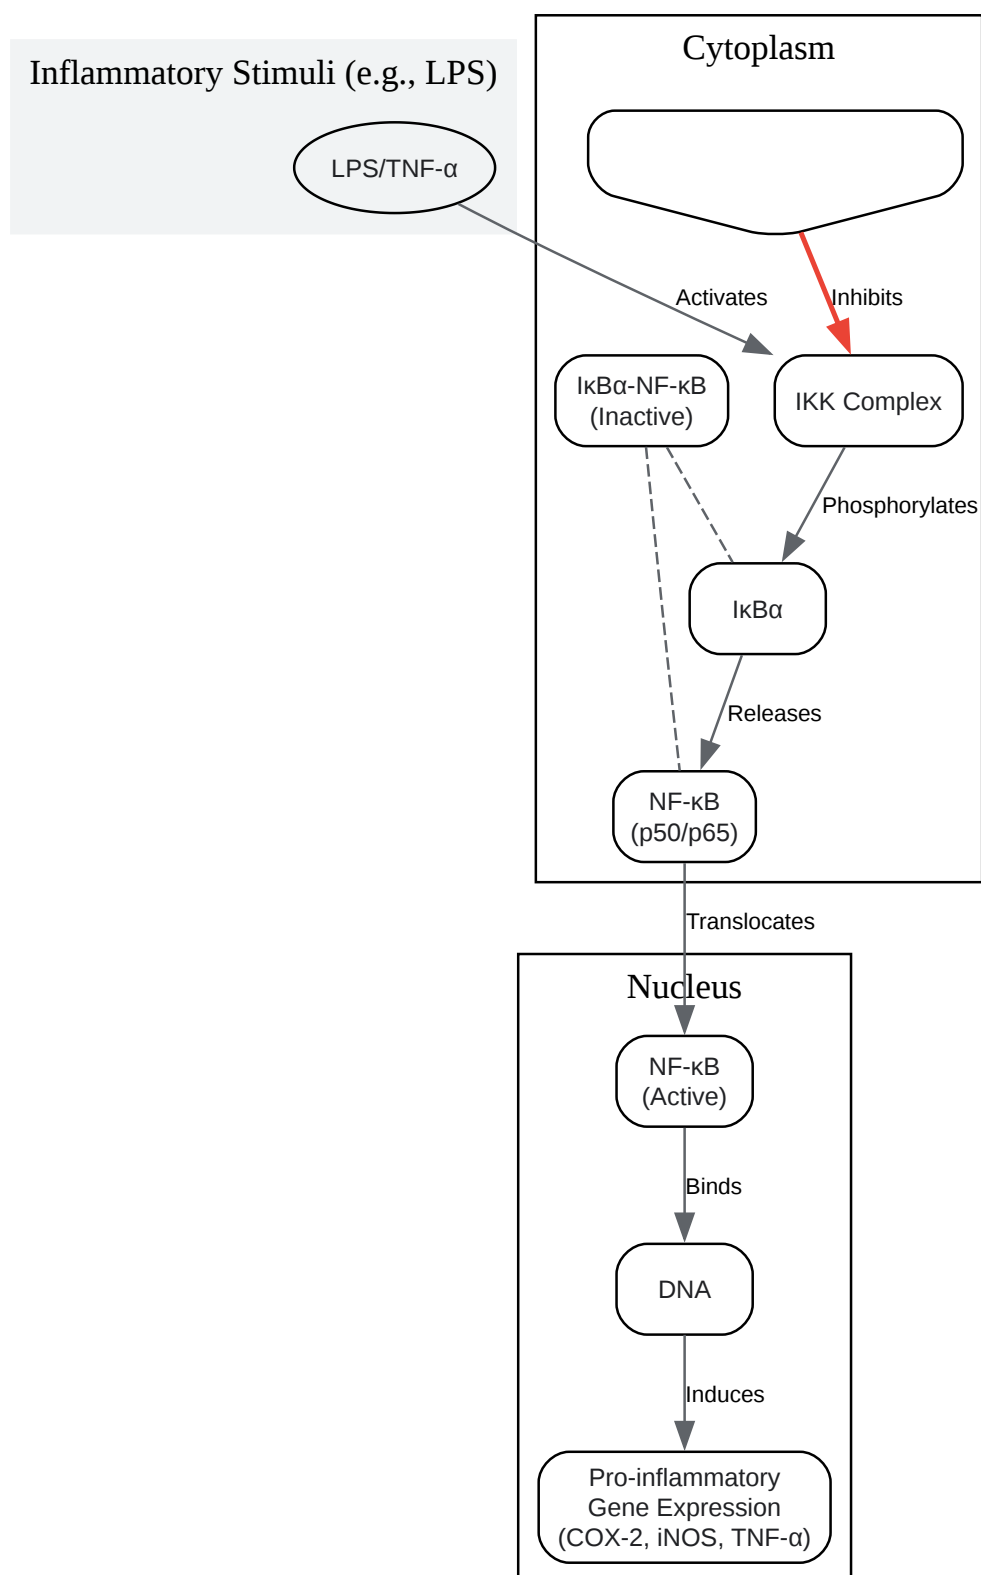 Inflammatory Stimuli (e.g., LPS)
LPS/TNF-α
Cytoplasm
Activates
Inhibits
IκBα-NF-κB
(Inactive)
IKK Complex
Phosphorylates
IκBα
Releases
NF-κB
(p50/p65)
Translocates
Nucleus
NF-κB
(Active)
Binds
DNA
Induces
Pro-inflammatory
Gene Expression
(COX-2, iNOS, TNF-α)